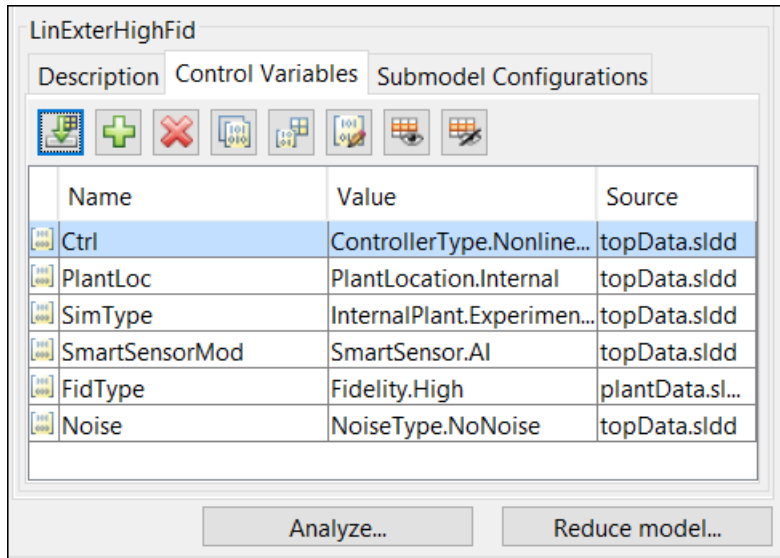 LinExterHighFid
Description Control Variables Submodel Configurations
Name Value Source
Ctrl ControllerType.Nonline... topData.sldd
PlantLoc PlantLocation.Internal topData.sldd
SimType InternalPlant.Experimen... topData.sldd
SmartSensorMod SmartSensor.AI topData.sldd
FidType Fidelity.High plantData.sl...
Noise NoiseType.NoNoise topData.sldd
Analyze... Reduce model...